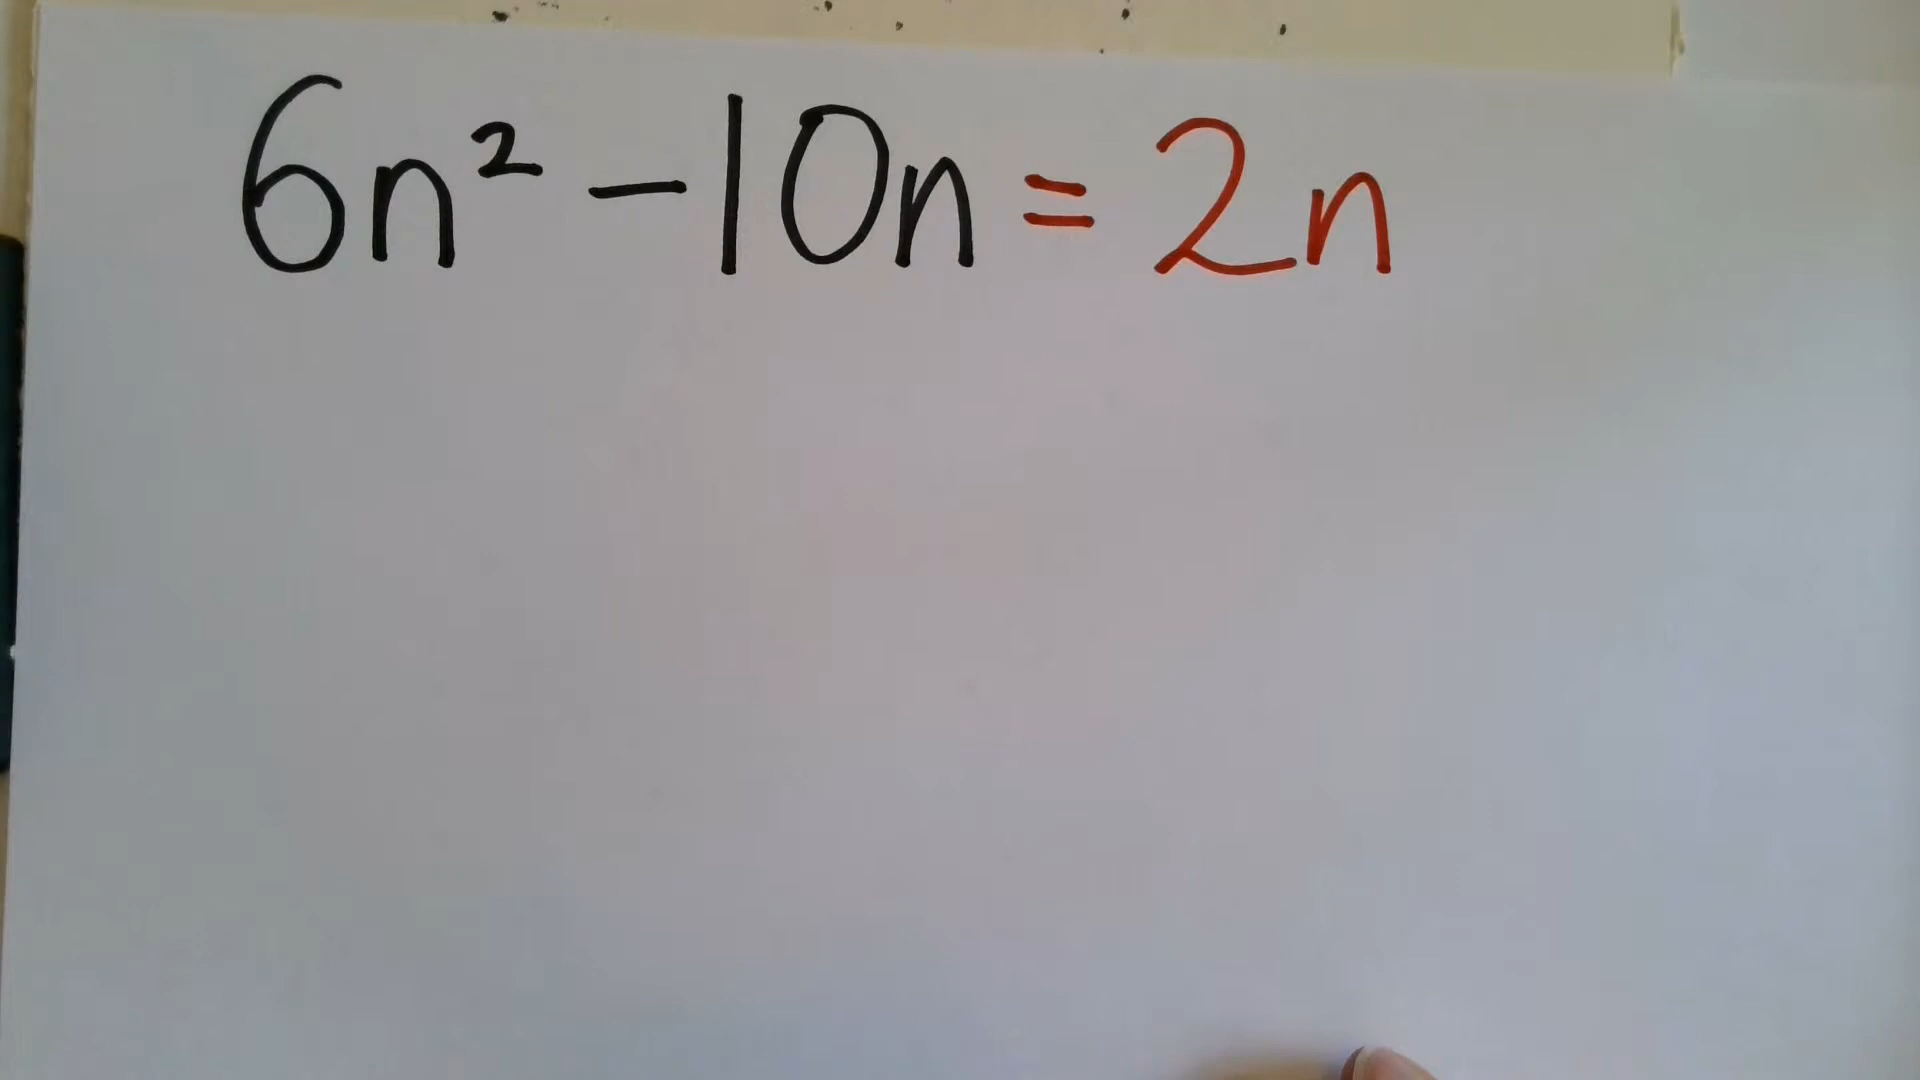 6n² - 10n = 2n